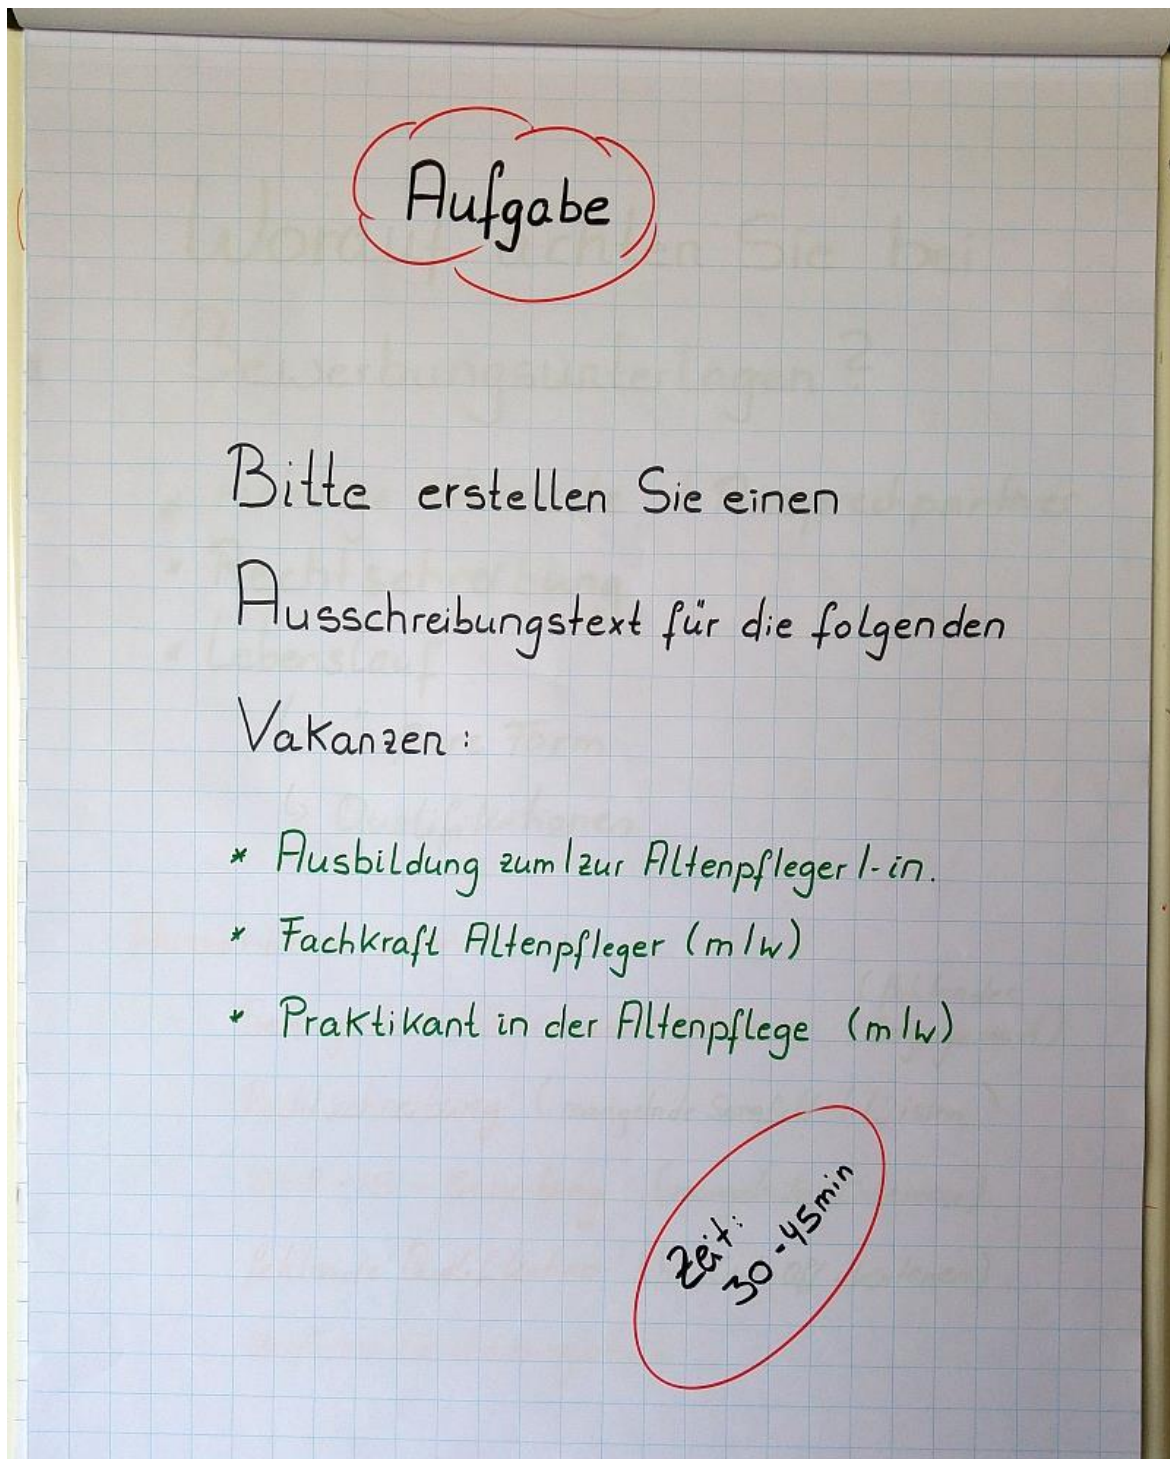 Aufgabe
Bitte erstellen Sie einen
Ausschreibungstext für die folgenden
Vakanzen:
* Ausbildung zum/zur Altenpfleger/-in.
* Fachkraft Altenpfleger (m/w)
* Praktikant in der Altenpflege (m/w)
Zeit:
30-45min